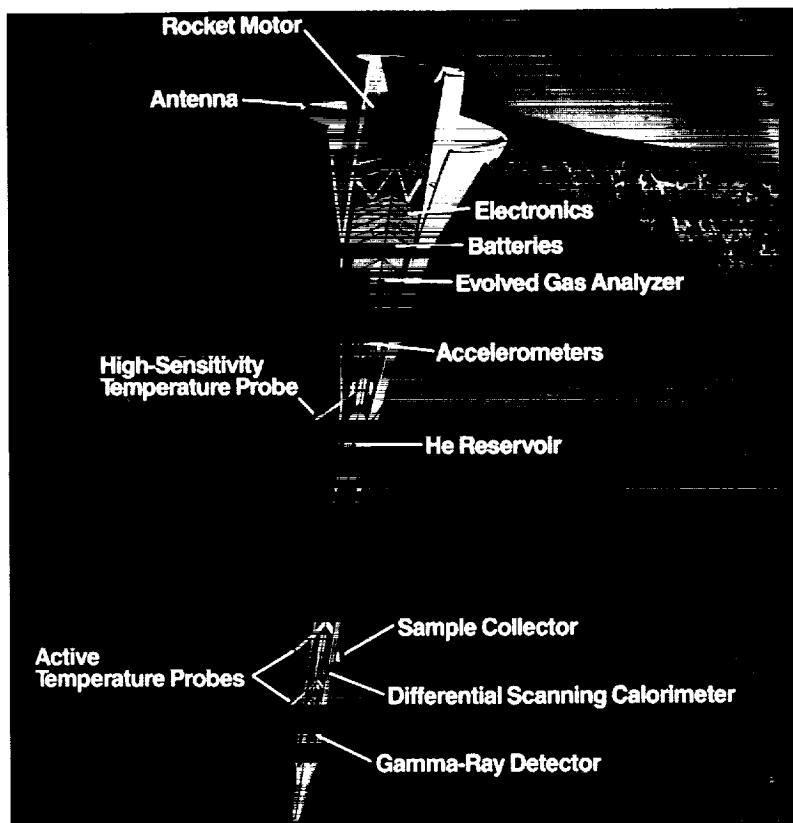 Rocket Motor
Antenna
Electronics
Batteries
Evolved Gas Analyzer
Accelerometers
High-Sensitivity
Temperature Probe
He Reservoir
Sample Collector
Active
Temperature Probes
Differential Scanning Calorimeter
Gamma-Ray Detector